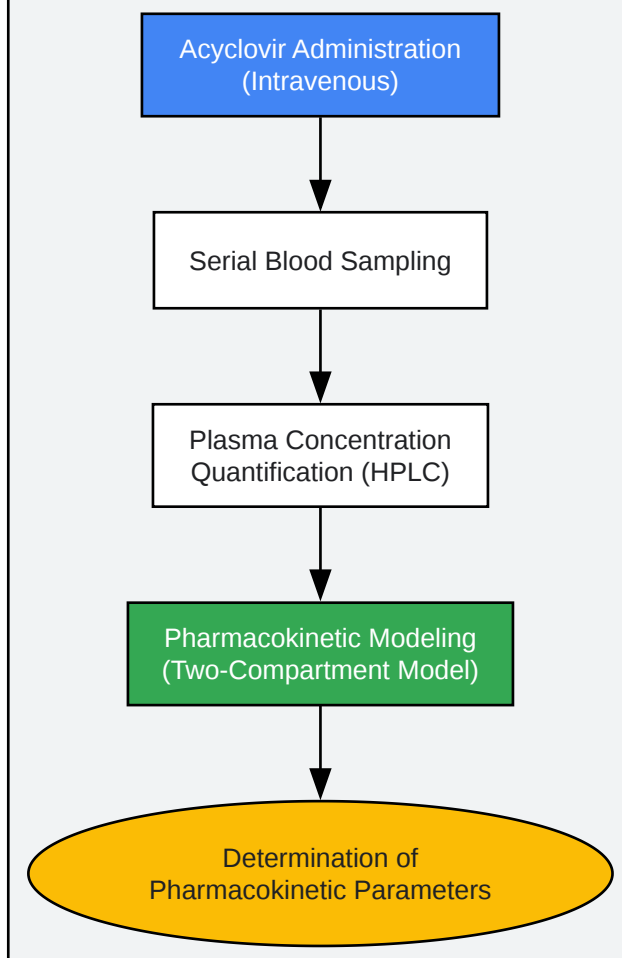 Acyclovir Administration
(Intravenous)
Serial Blood Sampling
Plasma Concentration
Quantification (HPLC)
Pharmacokinetic Modeling
(Two-Compartment Model)
Determination of
Pharmacokinetic Parameters